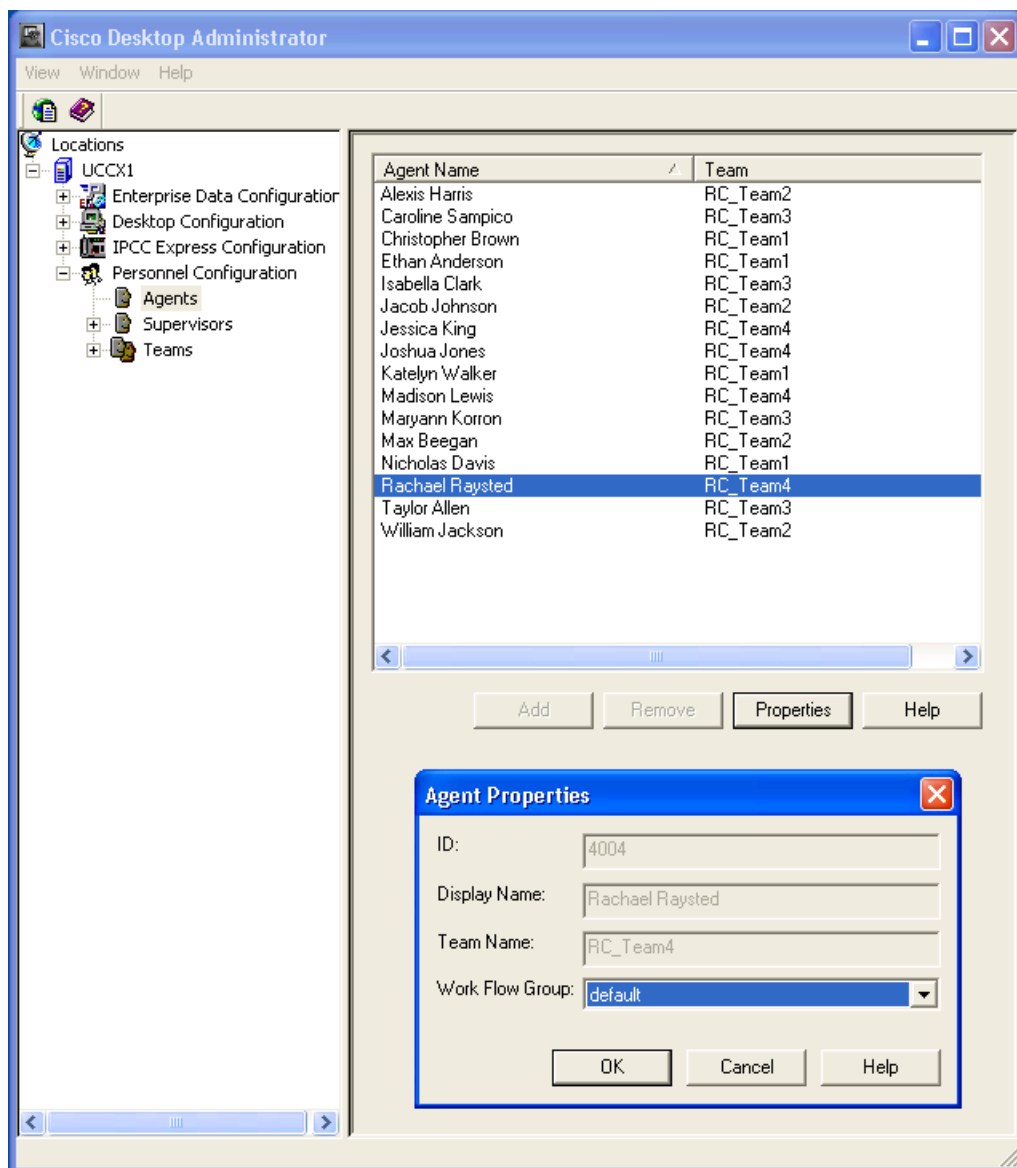 Cisco Desktop Administrator
View Window Help
Locations
UCCX1
Enterprise Data Configuration
Desktop Configuration
IPCC Express Configuration
Personnel Configuration
Agents
Supervisors
Teams
Agent Name Team
Alexis Harris RC_Team2
Caroline Sampico RC_Team3
Christopher Brown RC_Team1
Ethan Anderson RC_Team1
Isabella Clark RC_Team3
Jacob Johnson RC_Team2
Jessica King RC_Team4
Joshua Jones RC_Team4
Katelyn Walker RC_Team1
Madison Lewis RC_Team4
Maryann Korron RC_Team3
Max Beegan RC_Team2
Nicholas Davis RC_Team1
Rachael Raysted RC_Team4
Taylor Allen RC_Team3
William Jackson RC_Team2
Add Remove Properties Help
Agent Properties
ID: 4004
Display Name: Rachael Raysted
Team Name: RC_Team4
Work Flow Group: default
OK Cancel Help